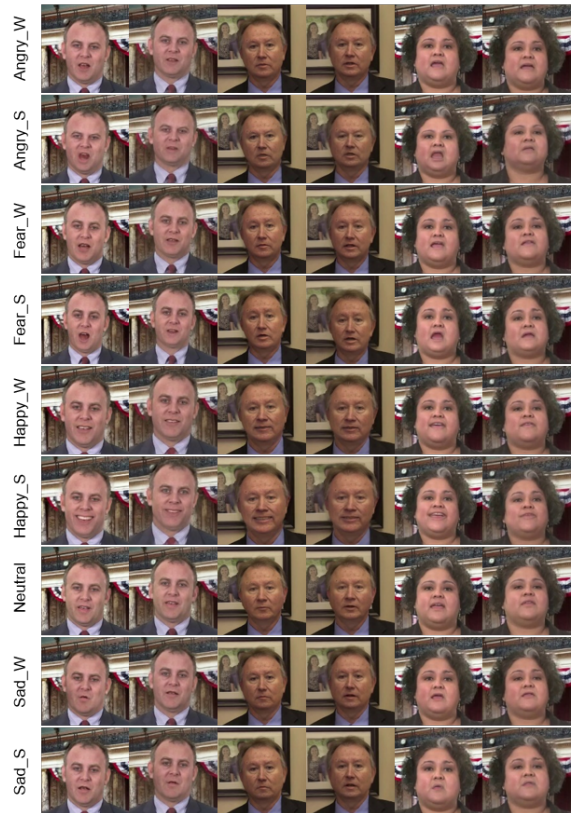 Angry_W
Angry_S
Fear_W
Fear_S
Happy_W
Happy_S
Neutral
Sad_W
Sad_S